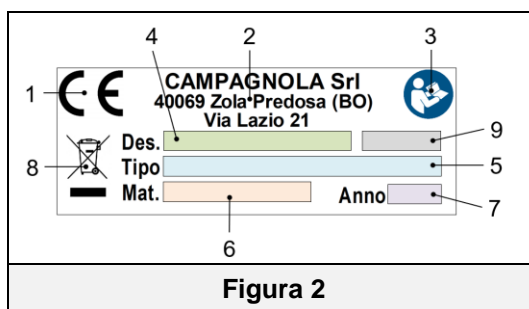 4 2 3
1 CE CAMPAGNOLA Srl
40069 Zola Predosa (BO)
Via Lazio 21
Des. 9
8 Tipo 5
Mat. Anno 7
6
Figura 2